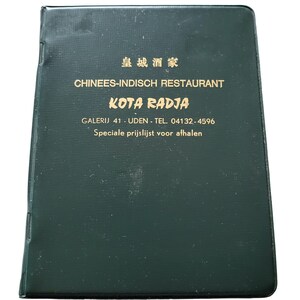 皇城酒家
CHINEES-INDISCH RESTAURANT
KOTA RADJA
GALERIJ 41 - UDEN - TEL. 04132-4596
Speciale prijslijst voor afhalen